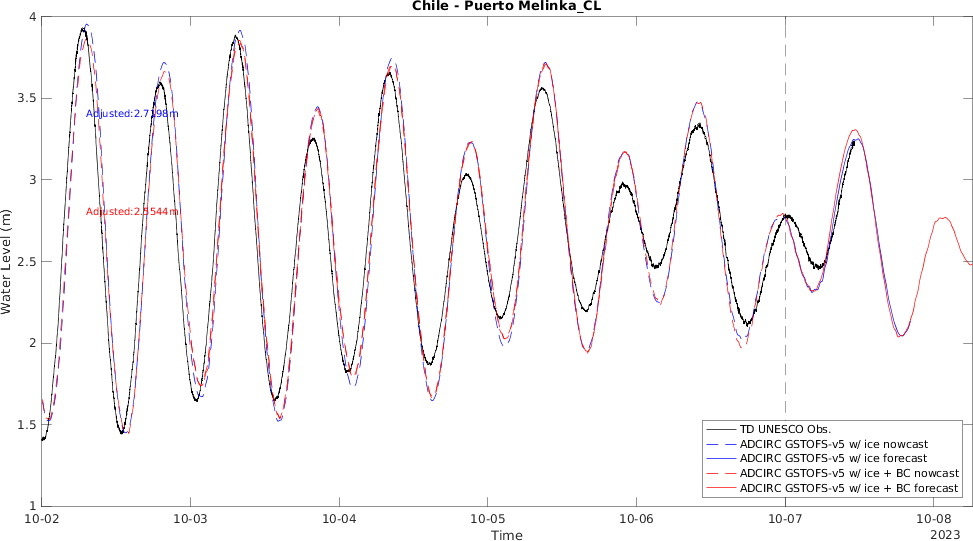 Chile - Puerto Melinka_CL
4
3.5
3
2.5
2
1.5
1
Water Level (m)
Adjusted:2.7198m
Adjusted:2.5544m
TD UNESCO Obs.
ADCIRC GSTOFS-v5 w/ ice nowcast
ADCIRC GSTOFS-v5 w/ ice forecast
ADCIRC GSTOFS-v5 w/ ice + BC nowcast
ADCIRC GSTOFS-v5 w/ ice + BC forecast
10-02 10-03 10-04 10-05 10-06 10-07 10-08
Time
2023